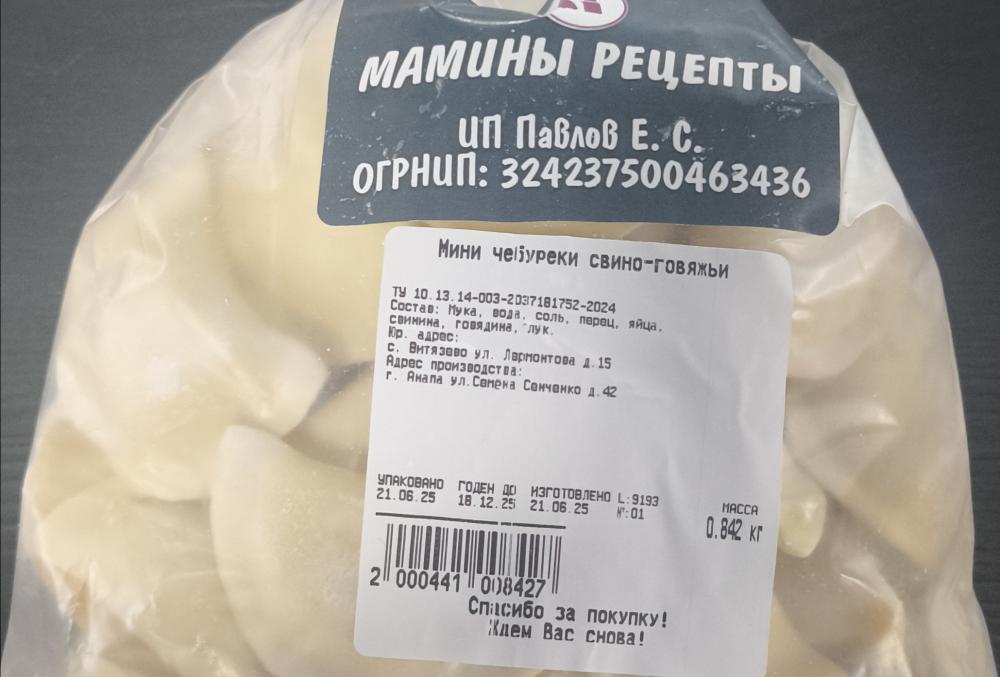 МАМИНЫ РЕЦЕПТЫ
ИП Павлов Е. С.
ОГРНИП: 324237500463436
Мини чебуреки свино-говяжьи
ТУ 10.13.14-003-2037181752-2024
Состав: Мука, вода, соль, перец, яйца,
свинина, говядина, лук.
Юр. адрес:
с. Витязево ул. Лермонтова д.15
Адрес производства:
г. Анапа ул.Семена Сенченко д.42
УПАКОВАНО ГОДЕН ДО ИЗГОТОВЛЕНО L:9193
21.06.25 18.12.25 21.06.25 №:01
МАССА
0.842 кг
2 000441 008427
Спасибо за покупку!
Ждем Вас снова!